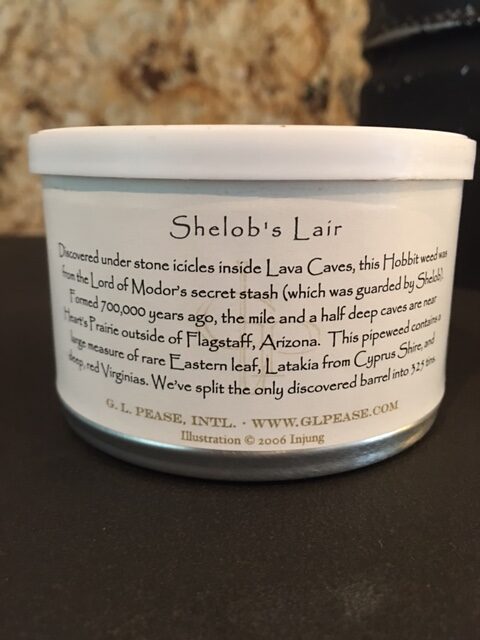 Shelob's Lair
Discovered under stone icicles inside Lava Caves, this Hobbit weed was
from the Lord of Modor's secret stash (which was guarded by Shelob).
Formed 700,000 years ago, the mile and a half deep caves are near
Heart's Prairie outside of Flagstaff, Arizona. This pipeweed contains a
large measure of rare Eastern leaf, Latakia from Cyprus Shire, and
deep, red Virginias. We've split the only discovered barrel into 325 tins.
G. L. PEASE, INTL. · WWW.GLPEASE.COM
Illustration © 2006 Injung